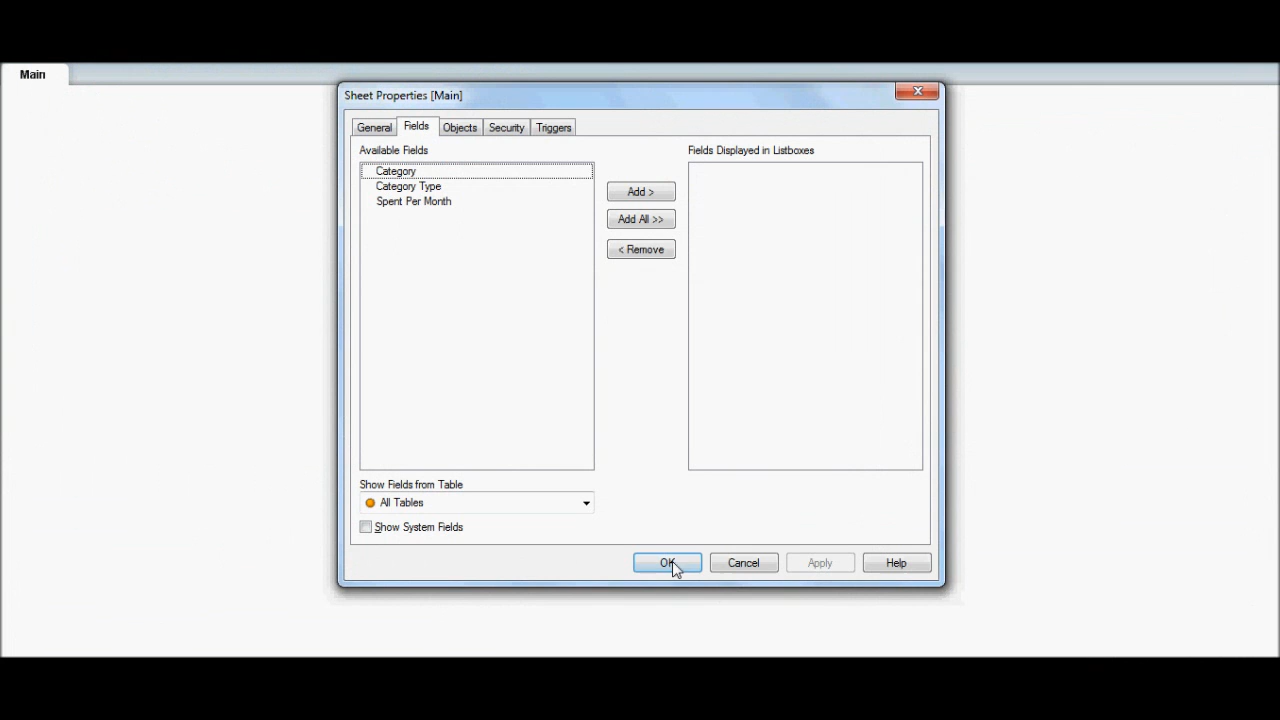 Main
Sheet Properties [Main]
General Fields Objects Security Triggers
Available Fields
Fields Displayed in Listboxes
Category
Category Type
Spent Per Month
Add >
Add All >>
< Remove
Show Fields from Table
All Tables
Show System Fields
OK Cancel Apply Help